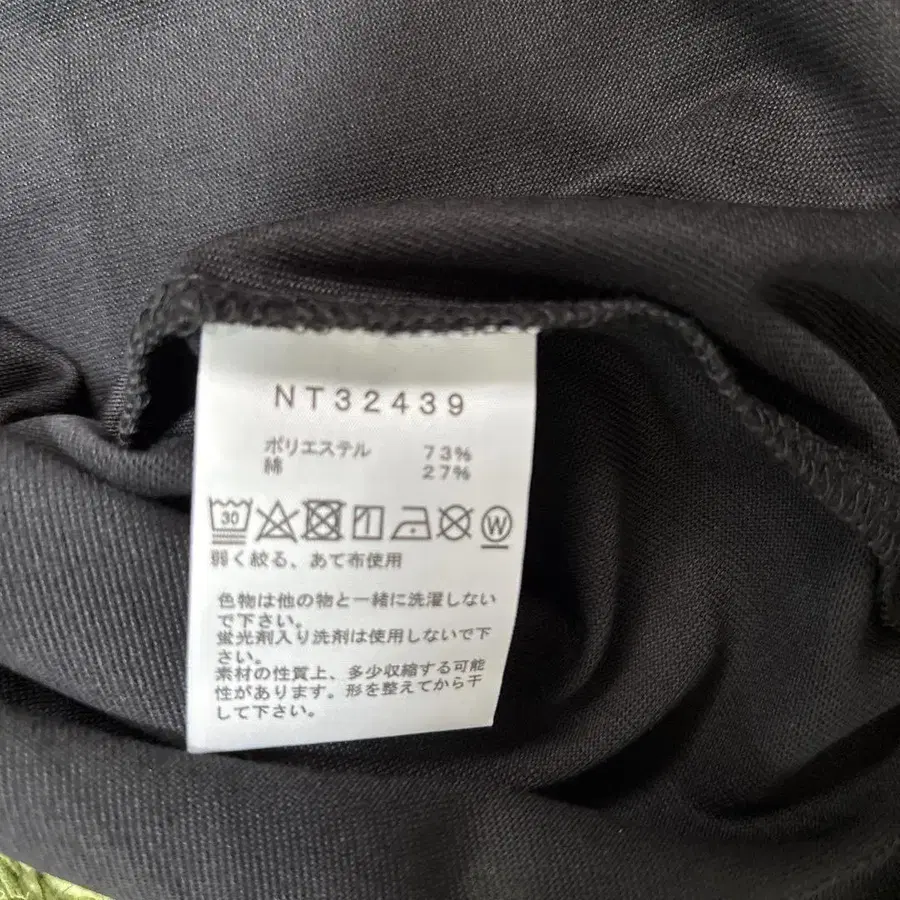 NT32439
ポリエステル 73%
綿 27%
30 W
弱く絞る、あて布使用
色物は他の物と一緒に洗濯しない
で下さい。
蛍光剤入り洗剤は使用しないで下
さい。
素材の性質上、多少収縮する可能
性があります。形を整えてから干
して下さい。